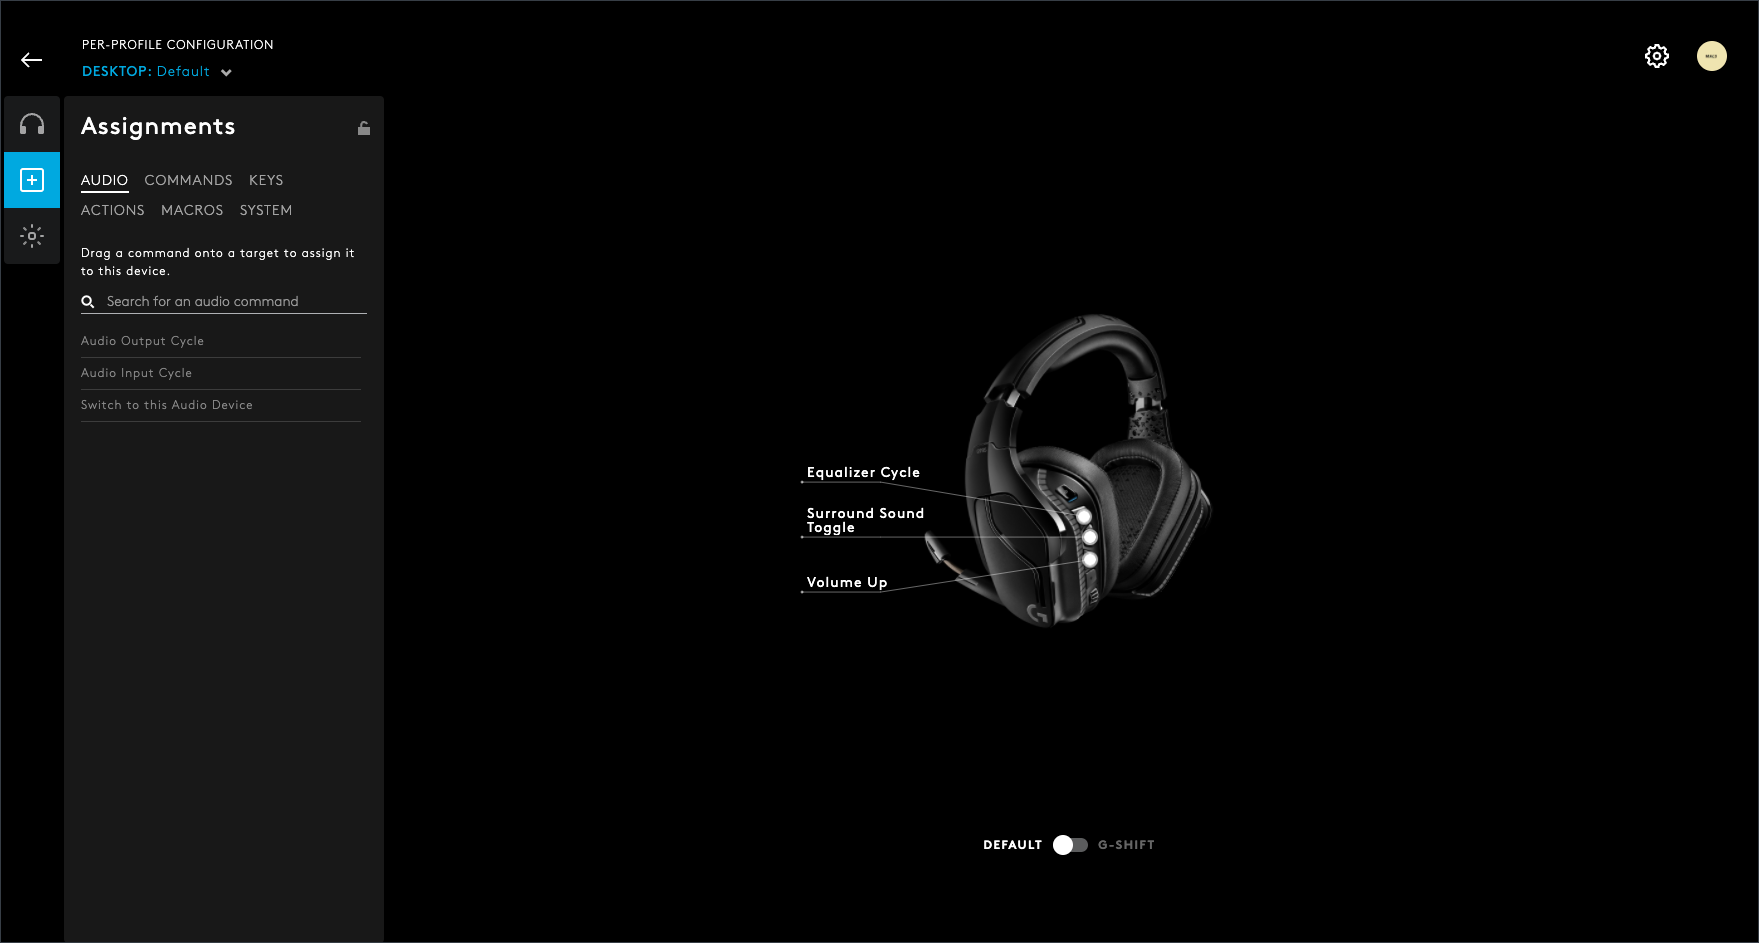 PER-PROFILE CONFIGURATION
DESKTOP: Default
Assignments
AUDIO COMMANDS KEYS
ACTIONS MACROS SYSTEM
Drag a command onto a target to assign it
to this device.
Search for an audio command
Audio Output Cycle
Audio Input Cycle
Switch to this Audio Device
Equalizer Cycle
Surround Sound
Toggle
Volume Up
DEFAULT G-SHIFT